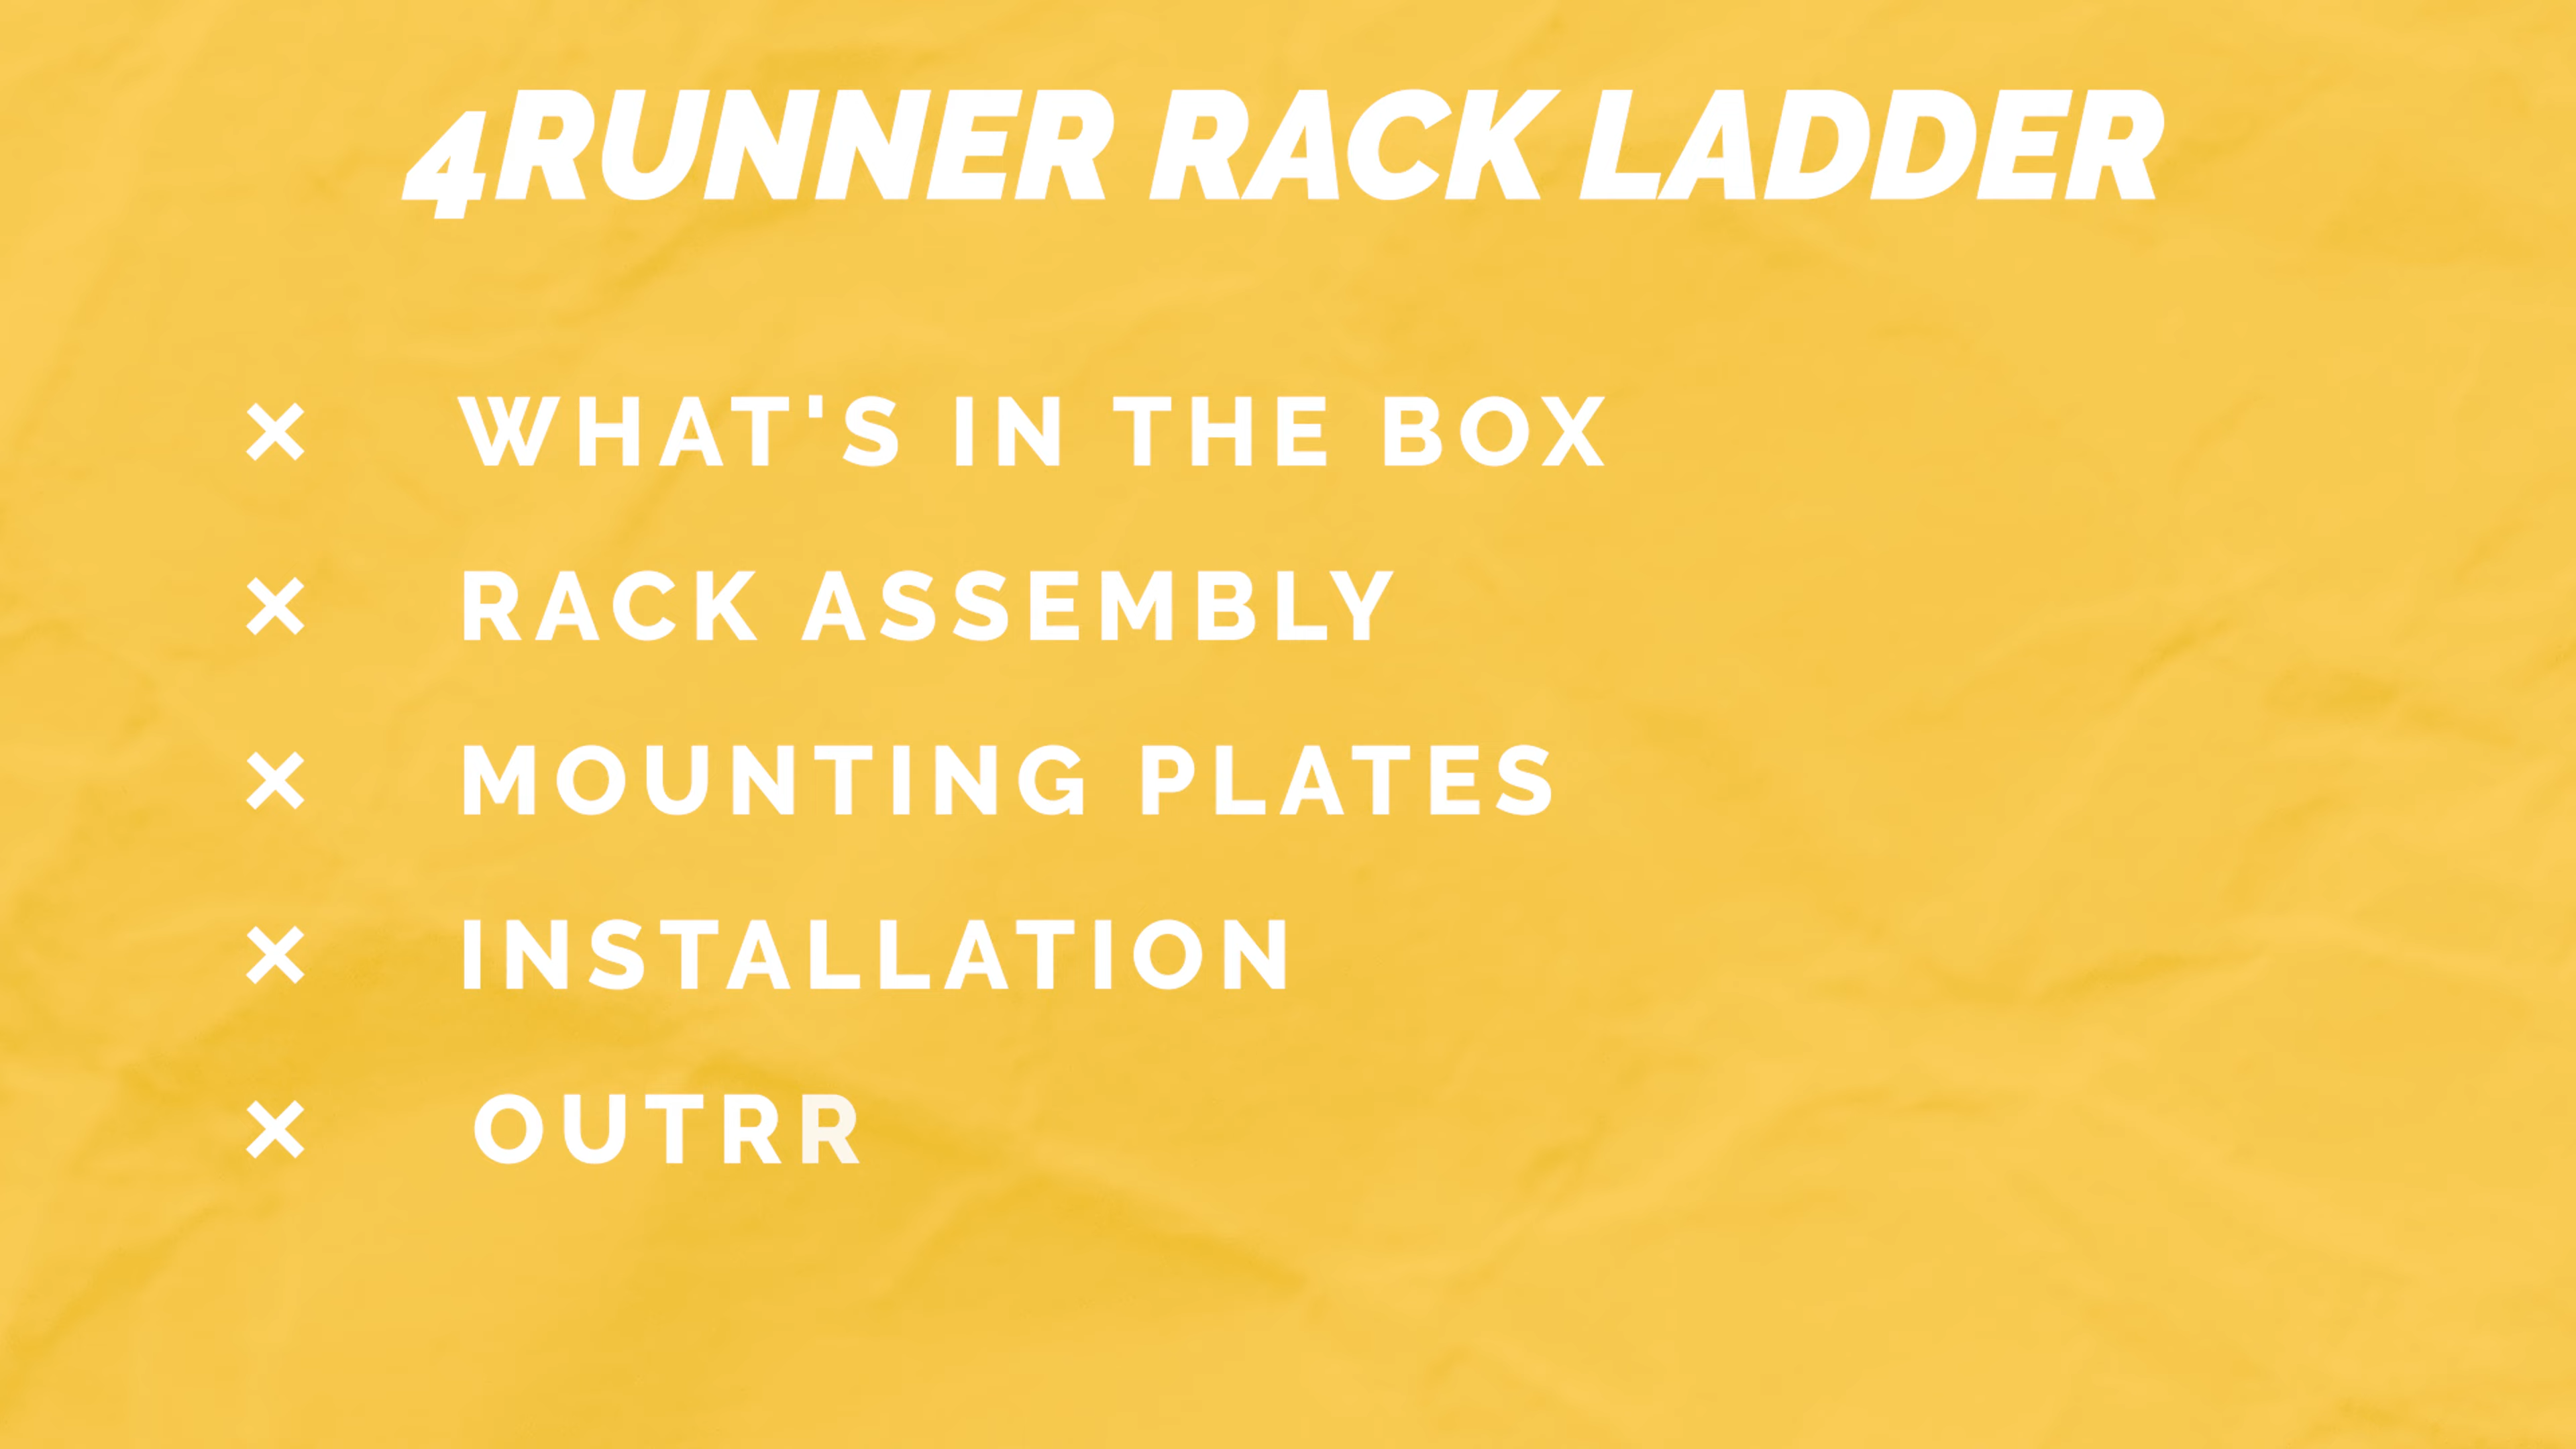 4RUNNER RACK LADDER
× WHAT'S IN THE BOX
× RACK ASSEMBLY
× MOUNTING PLATES
× INSTALLATION
× OUTRR